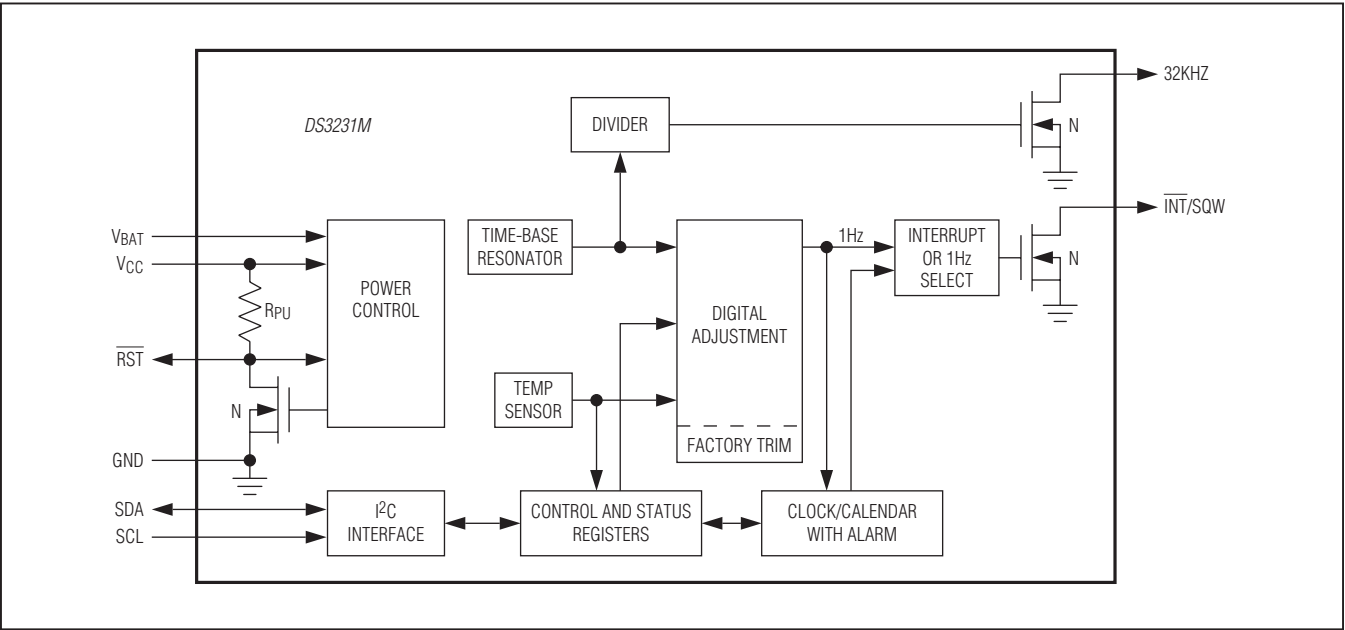 32KHZ
DS3231M
DIVIDER
N
INT/SQW
VBAT
VCC
RPU
RST
N
GND
SDA
SCL
POWER
CONTROL
TIME-BASE
RESONATOR
TEMP
SENSOR
DIGITAL
ADJUSTMENT
FACTORY TRIM
1Hz
INTERRUPT
OR 1Hz
SELECT
N
I2C
INTERFACE
CONTROL AND STATUS
REGISTERS
CLOCK/CALENDAR
WITH ALARM